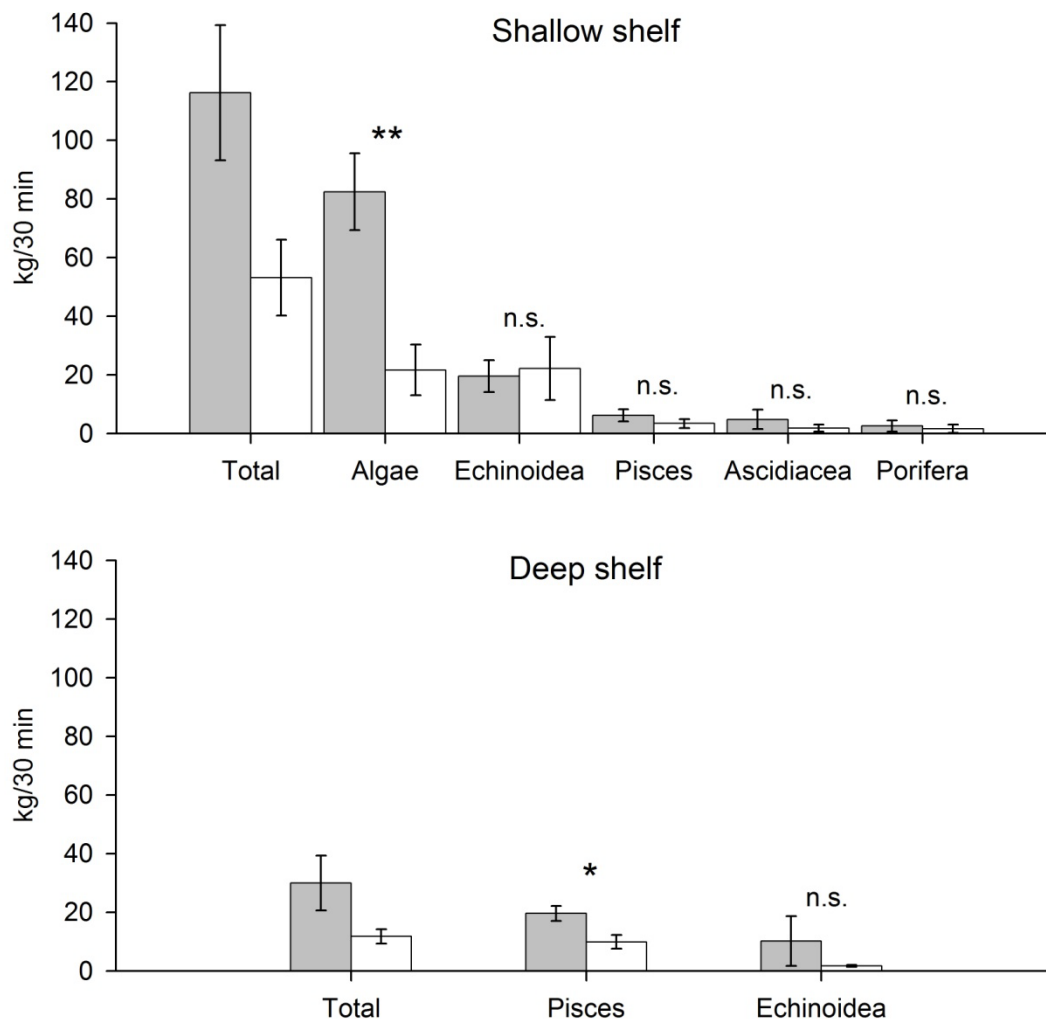 Shallow shelf
140
120
100
80
60
40
20
0
kg/30 min
**
n.s.
n.s.
n.s.
n.s.
Total Algae Echinoidea Pisces Ascidiacea Porifera
Deep shelf
140
120
100
80
60
40
20
0
kg/30 min
*
n.s.
Total Pisces Echinoidea